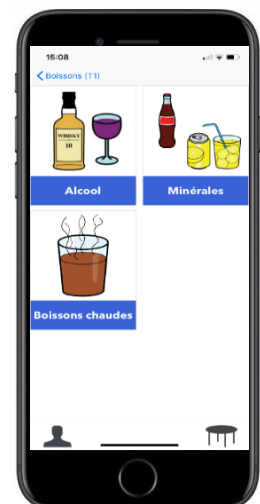 15:08
Boissons (T1)
WHISKY
10
Alcool
Minérales
Boissons chaudes